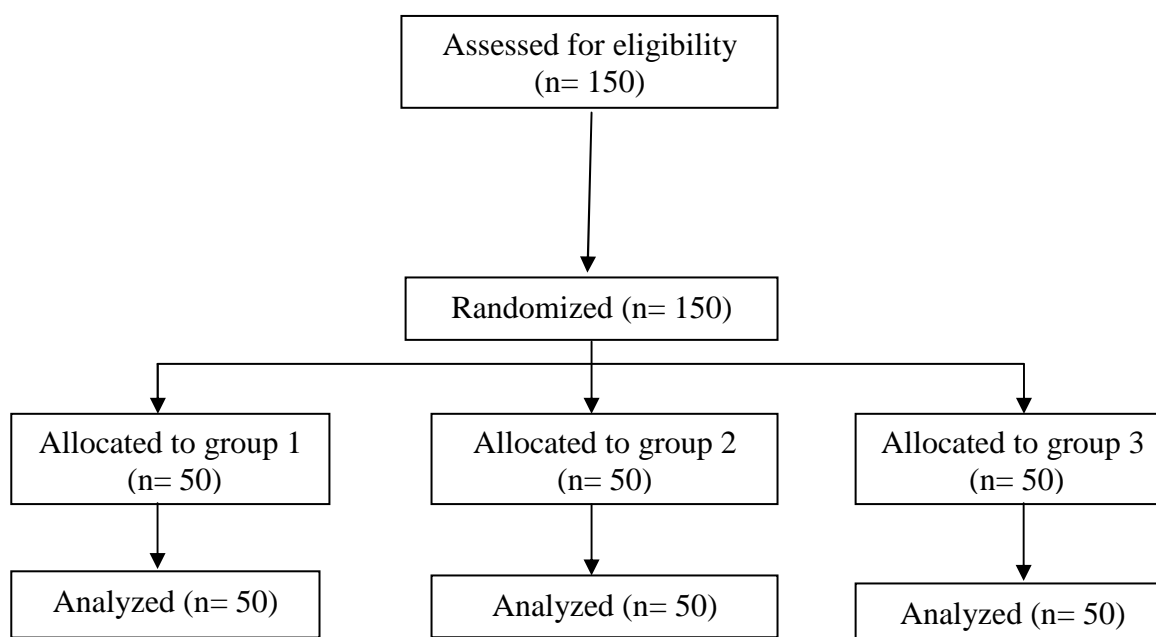 Assessed for eligibility
(n= 150)
Randomized (n= 150)
Allocated to group 1
(n= 50)
Allocated to group 2
(n= 50)
Allocated to group 3
(n= 50)
Analyzed (n= 50)
Analyzed (n= 50)
Analyzed (n= 50)